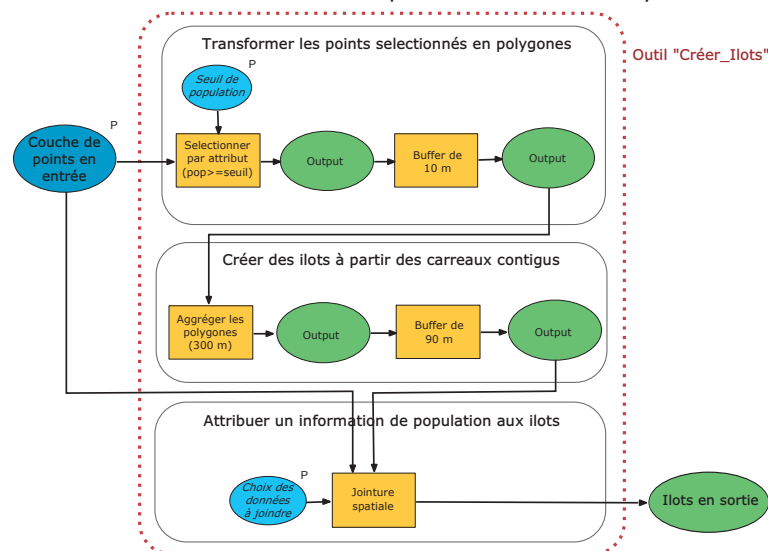 Transformer les points selectionnés en polygones
Outil "Créer_Ilots"
P
Seuil de
population
P
Couche de
points en
entrée
Selectionner
par attribut
(pop>=seuil)
Output
Buffer de
10 m
Output
Créer des ilots à partir des carreaux contigus
Aggréger les
polygones
(300 m)
Output
Buffer de
90 m
Output
Attribuer un information de population aux ilots
P
Choix des
données
à joindre
Jointure
spatiale
Ilots en sortie